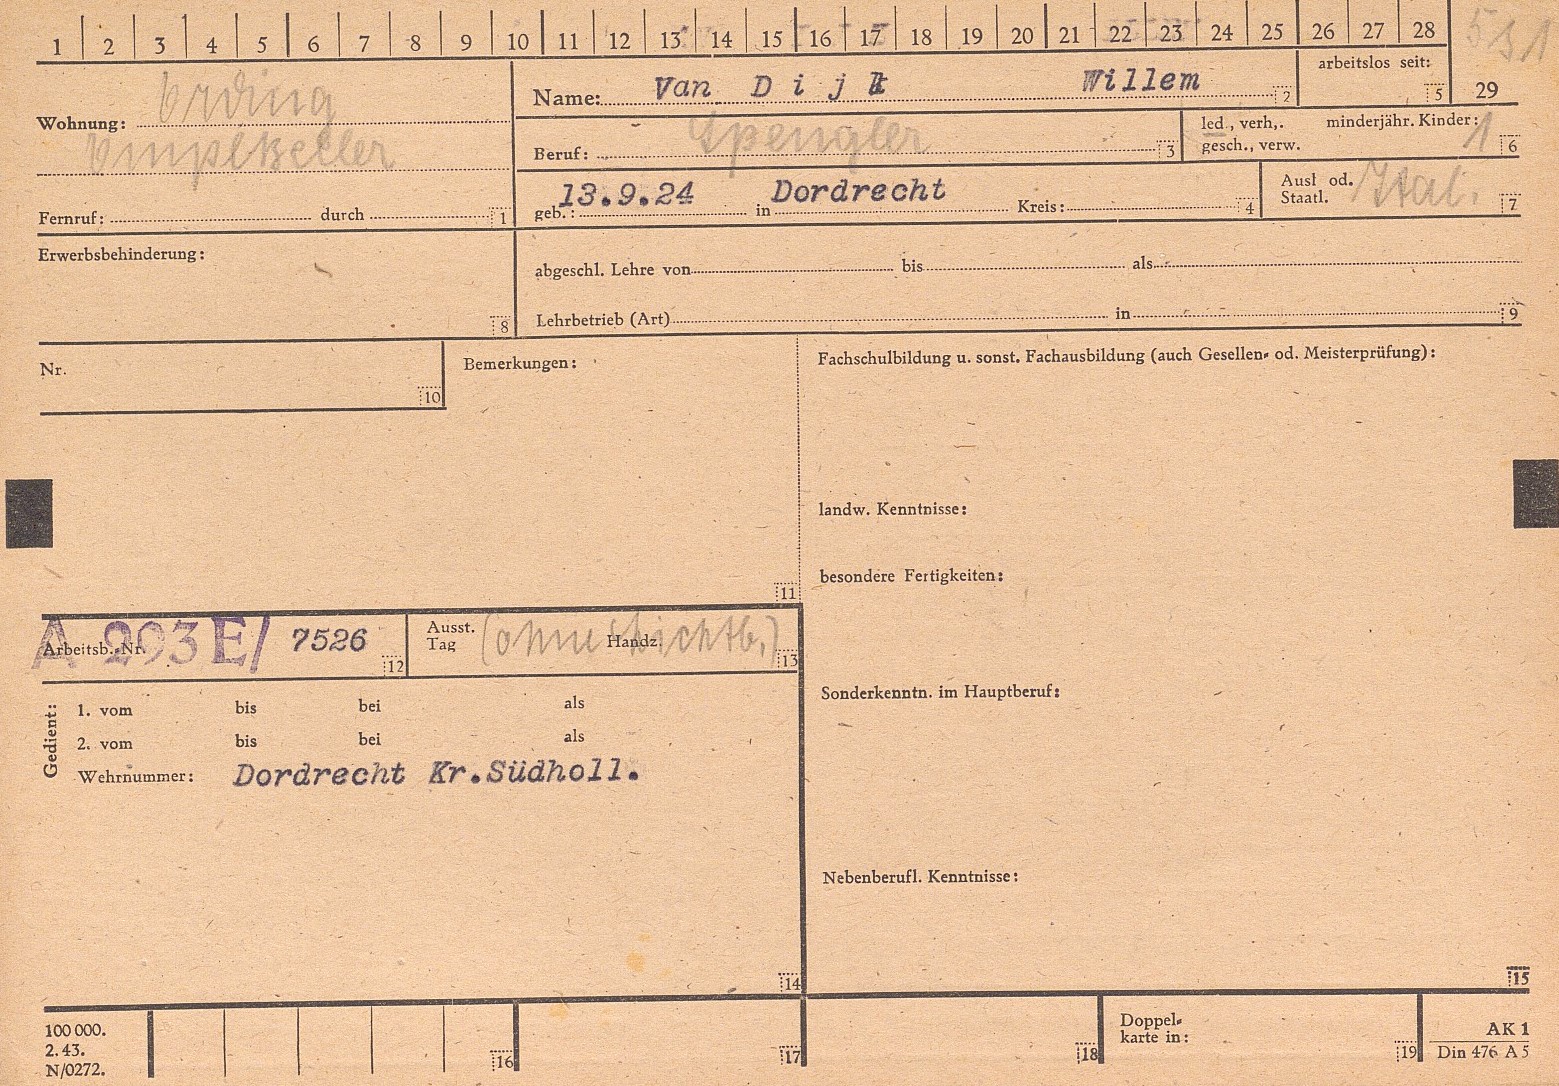 1 2 3 4 5 6 7 8 9 10 11 12 13 14 15 16 17 18 19 20 21 22 23 24 25 26 27 28
Wohnung: Erding
Fernruf: durch 1
Name: Van Dijk Willem 2
arbeitslos seit: 5
29
Beruf: Spengler 3
led., verh,. minderjähr. Kinder: 1
gesch., verw. 6
geb.: 13.9.24 in Dordrecht Kreis: 4
Ausl od.
Staatl. Ital. 7
Erwerbsbehinderung:
8
abgeschl. Lehre von bis als
Lehrbetrieb (Art) in 9
Nr.
10
Bemerkungen:
11
Fachschulbildung u. sonst. Fachausbildung (auch Gesellen- od. Meisterprüfung):
landw. Kenntnisse:
besondere Fertigkeiten:
Sonderkenntn. im Hauptberuf:
Nebenberufl. Kenntnisse:
15
Arbeitsb.-Nr. A 293 E/ 7526 12
Ausst.
Tag (ohne Handz. 13
Gedient:
1. vom bis bei als
2. vom bis bei als
Wehrnummer: Dordrecht Kr.Südholl.
14
100 000.
2. 43.
N/0272.
16
17
18
Doppel-
karte in:
19
AK 1
Din 476 A 5